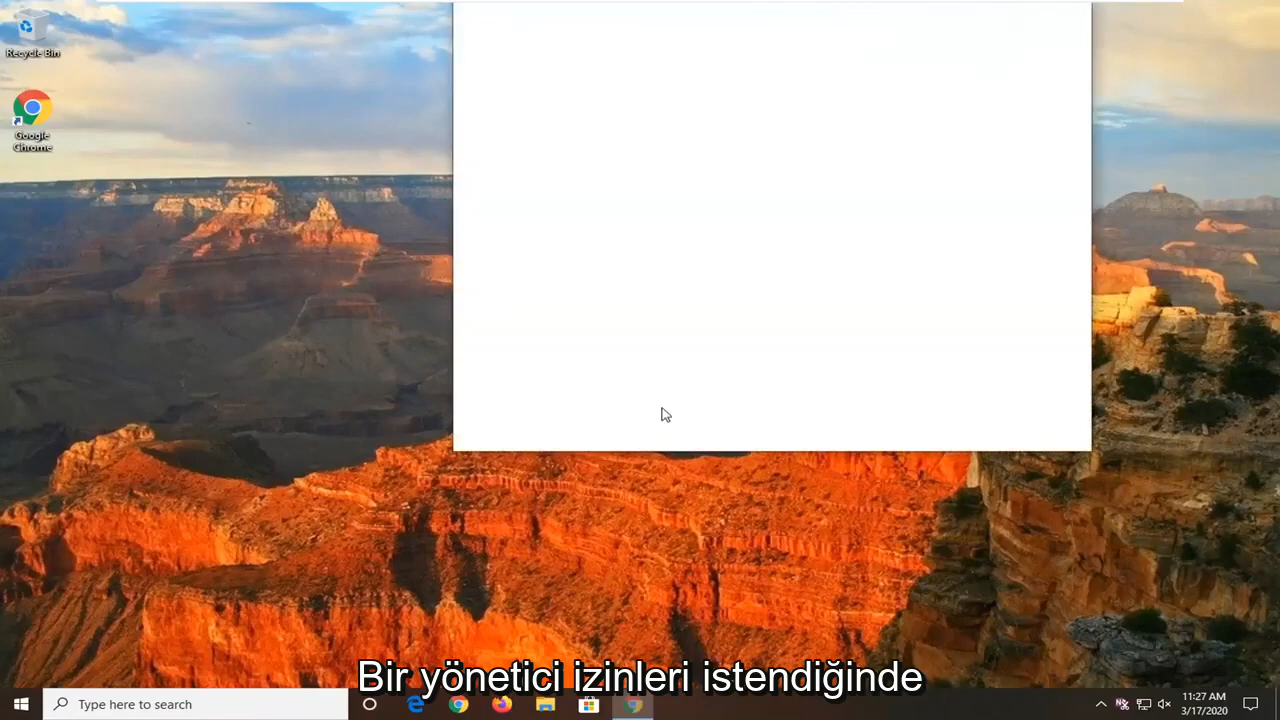 Recycle Bin
Google
Chrome
Bir yönetici izinleri istendiğinde
Type here to search
11:27 AM
3/17/2020